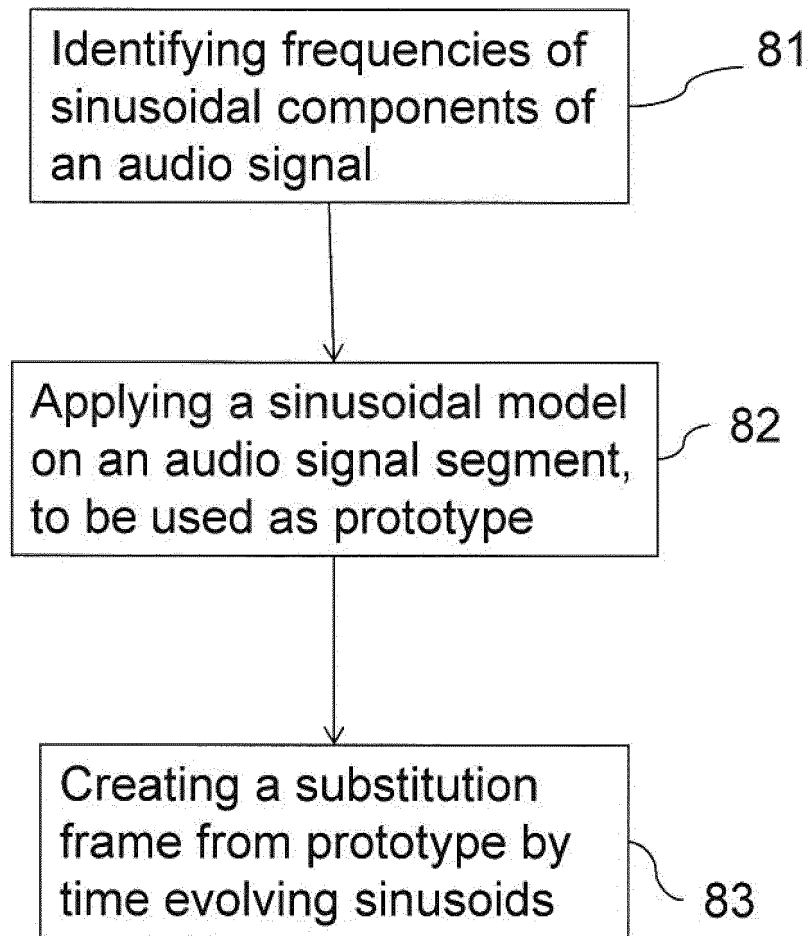 Identifying frequencies of
sinusoidal components of
an audio signal
81
Applying a sinusoidal model
on an audio signal segment,
to be used as prototype
82
Creating a substitution
frame from prototype by
time evolving sinusoids
83